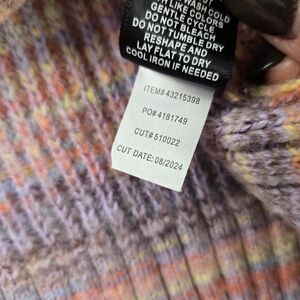 WASH COLD
LIKE COLORS
GENTLE CYCLE
DO NOT BLEACH
DO NOT TUMBLE DRY
RESHAPE AND
LAY FLAT TO DRY
COOL IRON IF NEEDED
ITEM#43215398
PO#4181749
CUT#510022
CUT DATE:08/2024